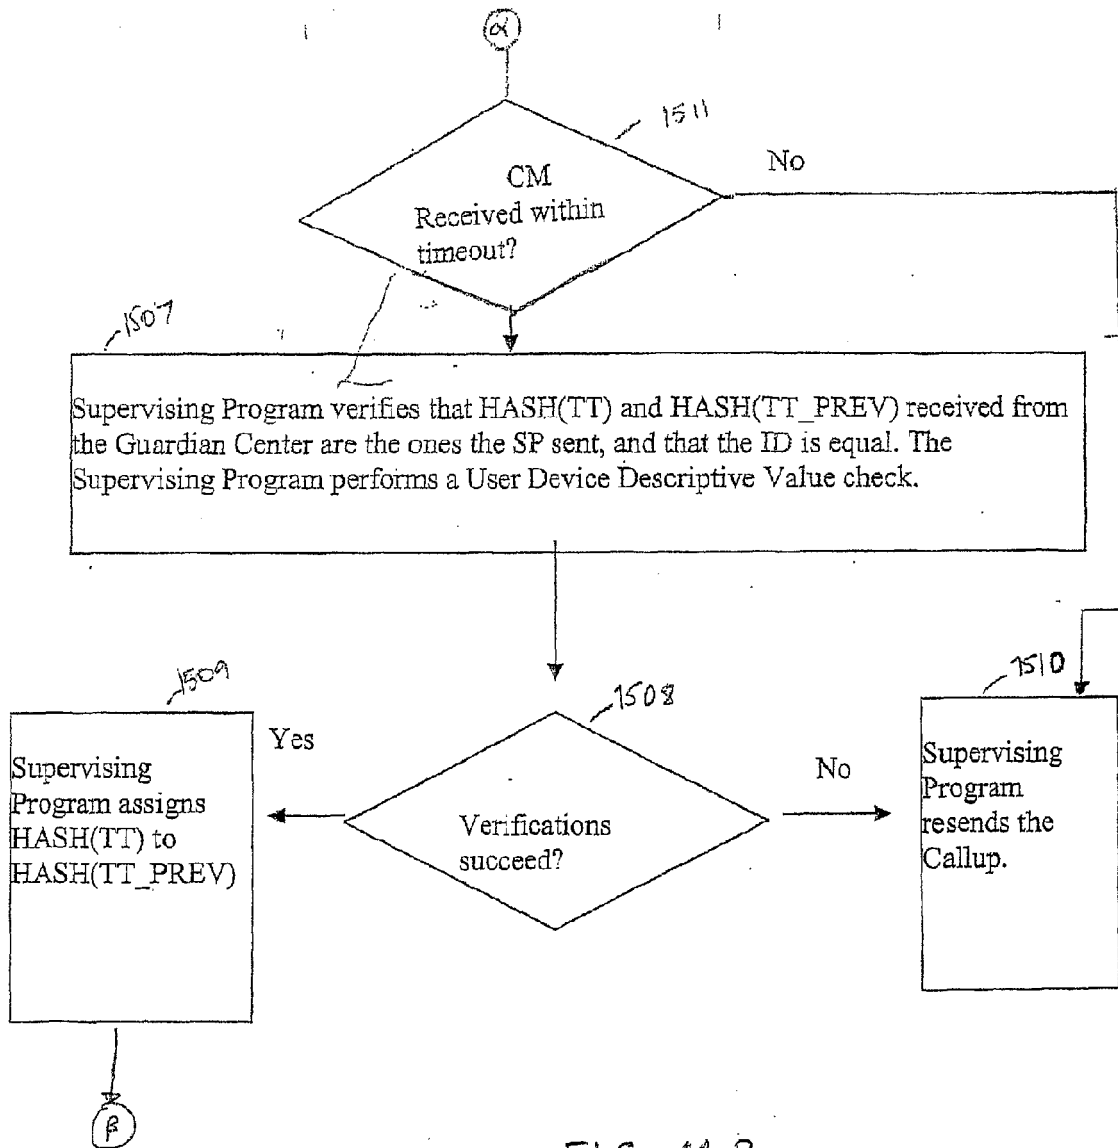 α
1511
No
CM
Received within
timeout?
1507
Supervising Program verifies that HASH(TT) and HASH(TT_PREV) received from
the Guardian Center are the ones the SP sent, and that the ID is equal. The
Supervising Program performs a User Device Descriptive Value check.
1509
1508
1510
Yes
No
Supervising
Program assigns
HASH(TT) to
HASH(TT_PREV)
Verifications
succeed?
Supervising
Program
resends the
Callup.
β